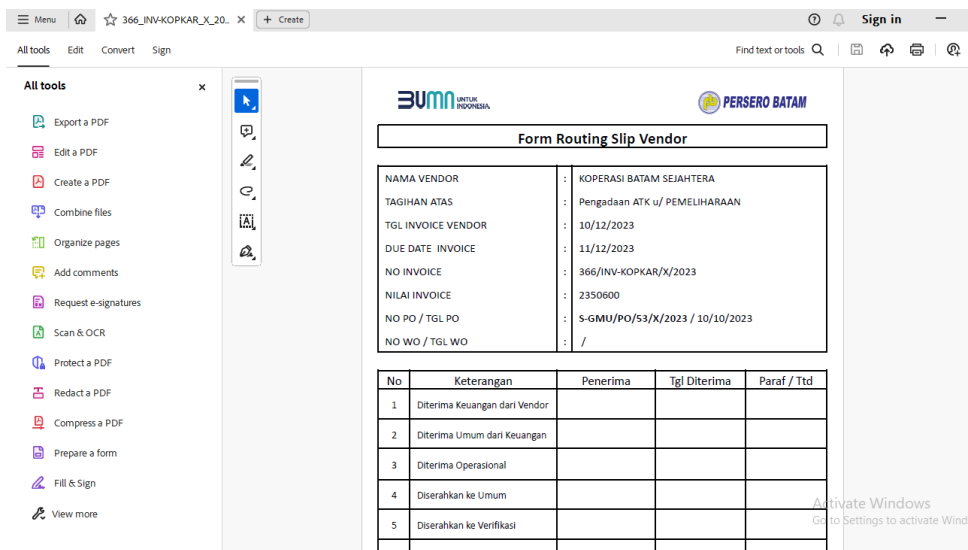 Menu
366_INV-KOPKAR_X_20...
+ Create
Sign in
All tools Edit Convert Sign
Find text or tools
All tools
Export a PDF
Edit a PDF
Create a PDF
Combine files
Organize pages
Add comments
Request e-signatures
Scan & OCR
Protect a PDF
Redact a PDF
Compress a PDF
Prepare a form
Fill & Sign
View more
BUMN UNTUK INDONESIA
pb PERSERO BATAM
Form Routing Slip Vendor
NAMA VENDOR : KOPERASI BATAM SEJAHTERA
TAGIHAN ATAS : Pengadaan ATK u/ PEMELIHARAAN
TGL INVOICE VENDOR : 10/12/2023
DUE DATE INVOICE : 11/12/2023
NO INVOICE : 366/INV-KOPKAR/X/2023
NILAI INVOICE : 2350600
NO PO / TGL PO : S-GMU/PO/53/X/2023 / 10/10/2023
NO WO / TGL WO : /
No Keterangan Penerima Tgl Diterima Paraf / Ttd
1 Diterima Keuangan dari Vendor
2 Diterima Umum dari Keuangan
3 Diterima Operasional
4 Diserahkan ke Umum
5 Diserahkan ke Verifikasi
Activate Windows
Go to Settings to activate Wind